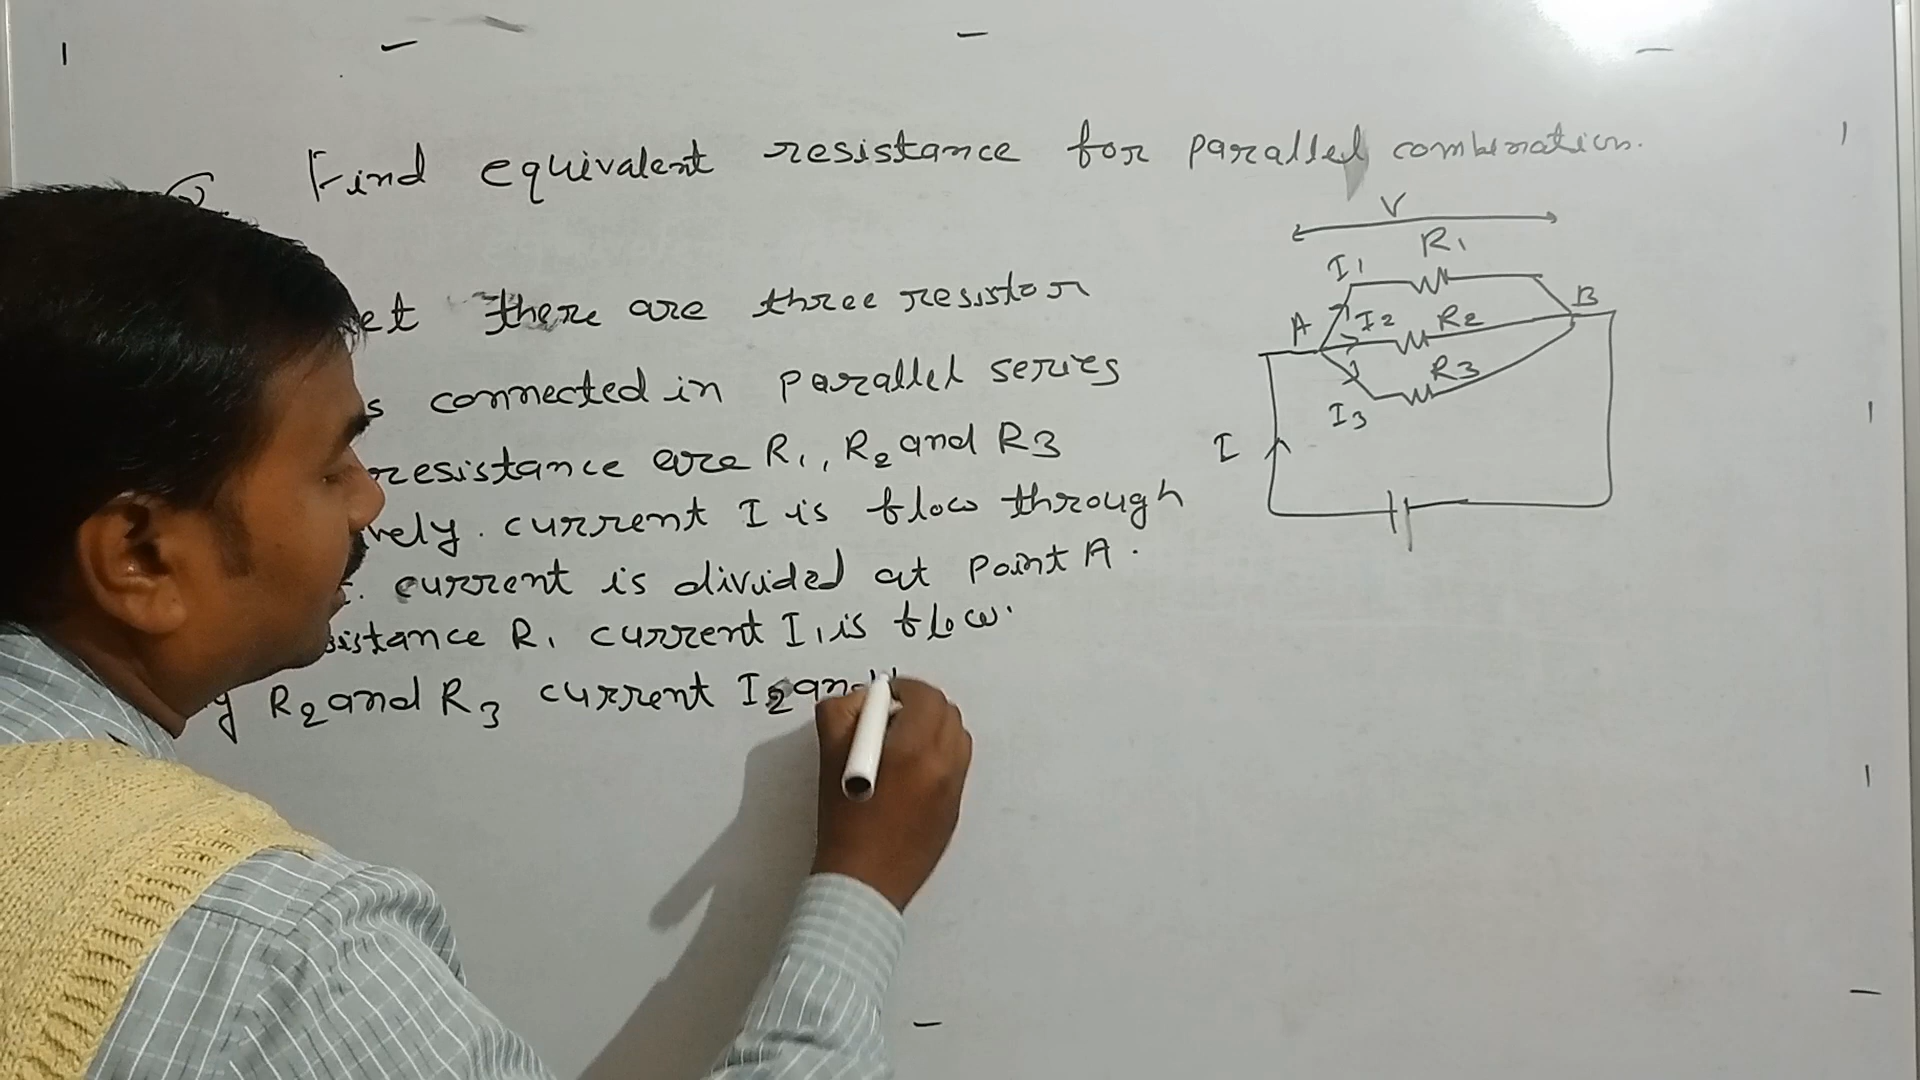 Find equivalent resistance for parallel combination.
V
R1
I1
A
I2
R2
B
R3
I3
I
et there are three resistor
s connected in parallel series
resistance are R1, R2 and R3
vely. current I is flow through
current is divided at point A.
istance R1 current I1 is flow.
y R2 and R3 current I2 an